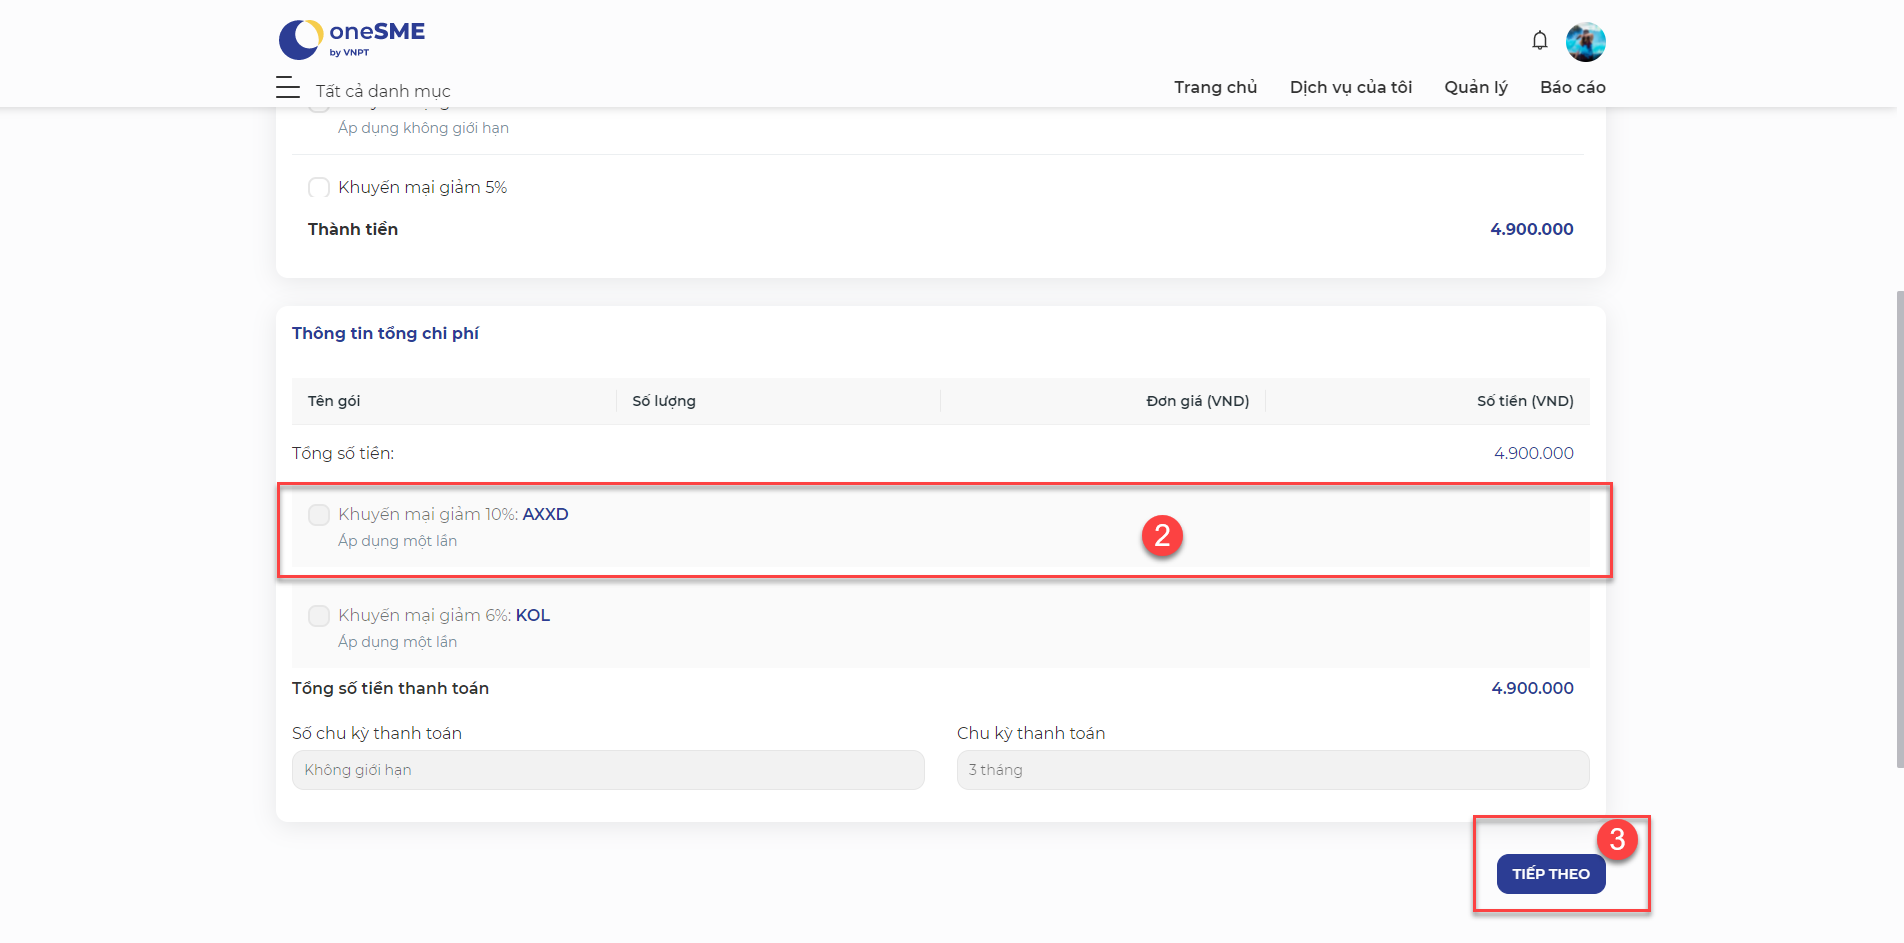 oneSME
by VNPT
Tất cả danh mục
Trang chủ Dịch vụ của tôi Quản lý Báo cáo
Áp dụng không giới hạn
Khuyến mại giảm 5%
Thành tiền 4.900.000
Thông tin tổng chi phí
Tên gói Số lượng Đơn giá (VND) Số tiền (VND)
Tổng số tiền: 4.900.000
Khuyến mại giảm 10%: AXXD
Áp dụng một lần
2
Khuyến mại giảm 6%: KOL
Áp dụng một lần
Tổng số tiền thanh toán 4.900.000
Số chu kỳ thanh toán Chu kỳ thanh toán
Không giới hạn 3 tháng
3
TIẾP THEO